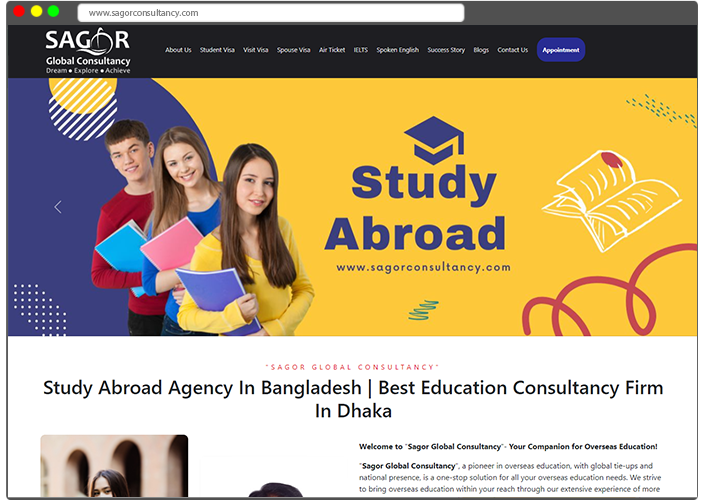 www.sagorconsultancy.com
SAGOR
Global Consultancy
Dream ● Explore ● Achieve
About Us Student Visa Visit Visa Spouse Visa Air Ticket IELTS Spoken English Success Story Blogs Contact Us Appointment
Study
Abroad
www.sagorconsultancy.com
"SAGOR GLOBAL CONSULTANCY"
Study Abroad Agency In Bangladesh | Best Education Consultancy Firm
In Dhaka
Welcome to "Sagor Global Consultancy"- Your Companion for Overseas Education!
"Sagor Global Consultancy", a pioneer in overseas education, with global tie-ups and
national presence, is a one-stop solution for all your overseas education needs. We strive
to bring overseas education within your reach through our extensive experience of more